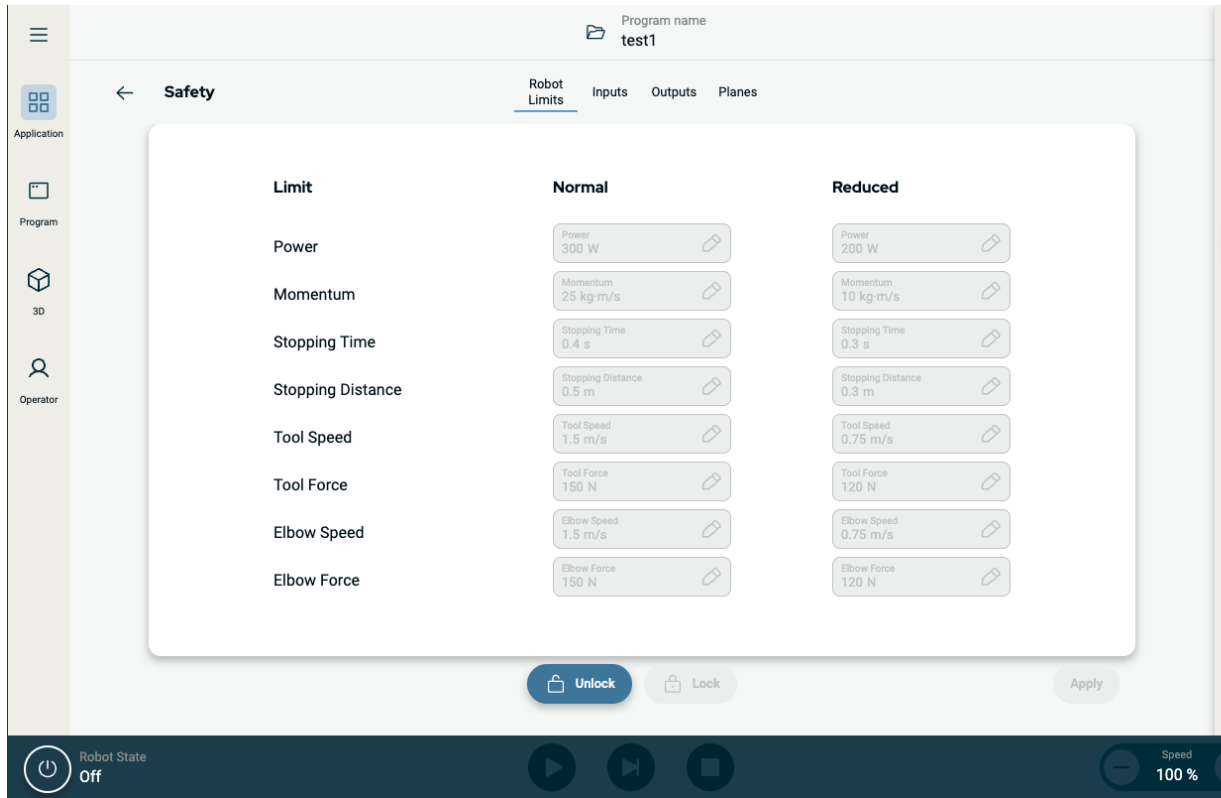 Program name
test1
Application
Program
3D
Operator
Safety
Robot
Limits
Inputs
Outputs
Planes
Limit Normal Reduced
Power
Power
300 W
Power
200 W
Momentum
Momentum
25 kg·m/s
Momentum
10 kg·m/s
Stopping Time
Stopping Time
0.4 s
Stopping Time
0.3 s
Stopping Distance
Stopping Distance
0.5 m
Stopping Distance
0.3 m
Tool Speed
Tool Speed
1.5 m/s
Tool Speed
0.75 m/s
Tool Force
Tool Force
150 N
Tool Force
120 N
Elbow Speed
Elbow Speed
1.5 m/s
Elbow Speed
0.75 m/s
Elbow Force
Elbow Force
150 N
Elbow Force
120 N
Unlock
Lock
Apply
Robot State
Off
Speed
100 %